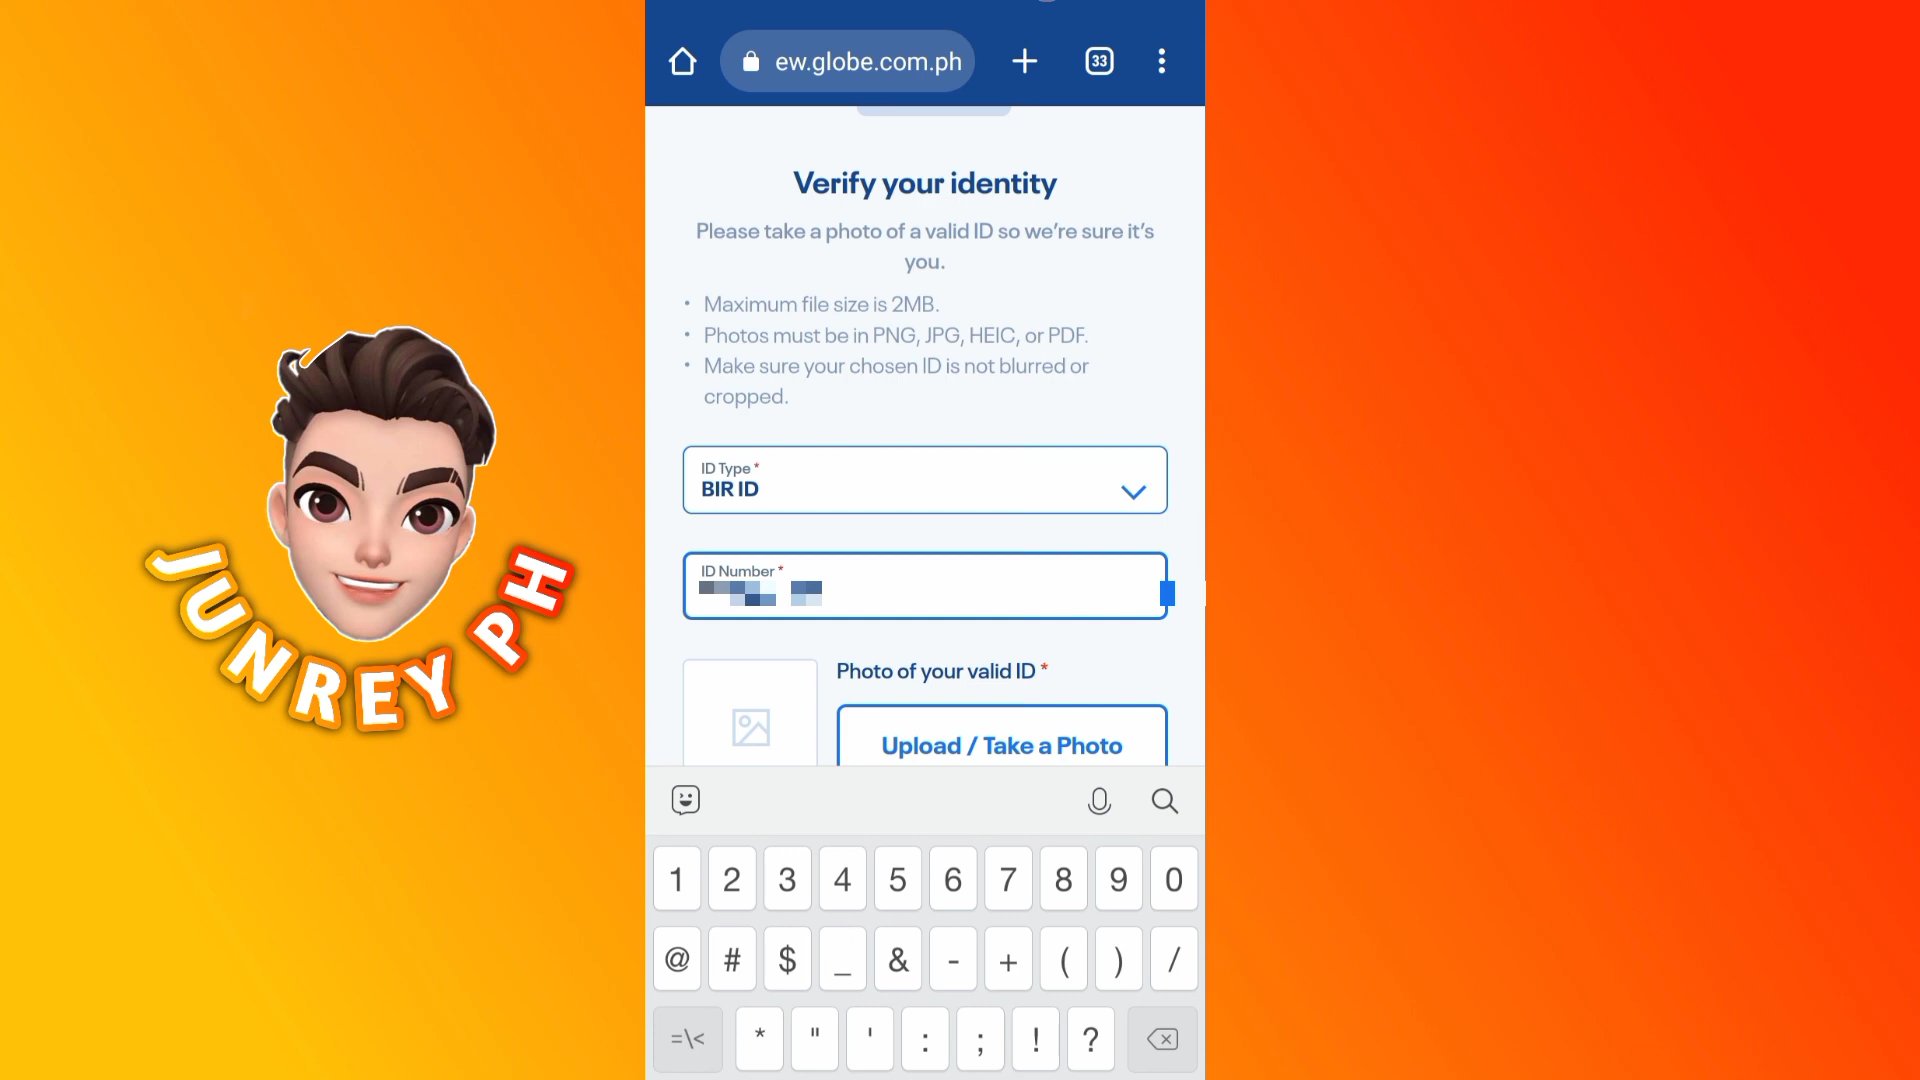 ew.globe.com.ph
33
Verify your identity
Please take a photo of a valid ID so we're sure it's
you.
• Maximum file size is 2MB.
• Photos must be in PNG, JPG, HEIC, or PDF.
• Make sure your chosen ID is not blurred or
cropped.
ID Type *
BIR ID
ID Number *
Photo of your valid ID *
Upload / Take a Photo
JUNREY PH
1 2 3 4 5 6 7 8 9 0
@ # $ _ & - + ( ) /
=\< * " ' : ; ! ?